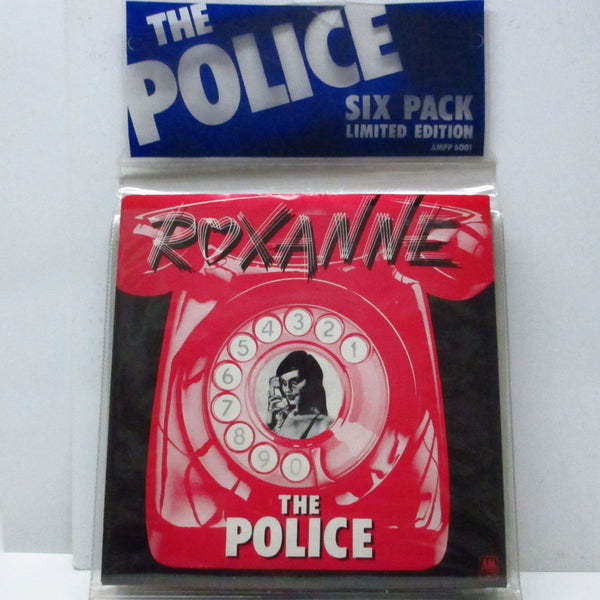 THE
POLICE
SIX PACK
LIMITED EDITION
AMPP 6001
ROXANNE
4 3 2
5 1
6
7
8
9 0
THE
POLICE
AM